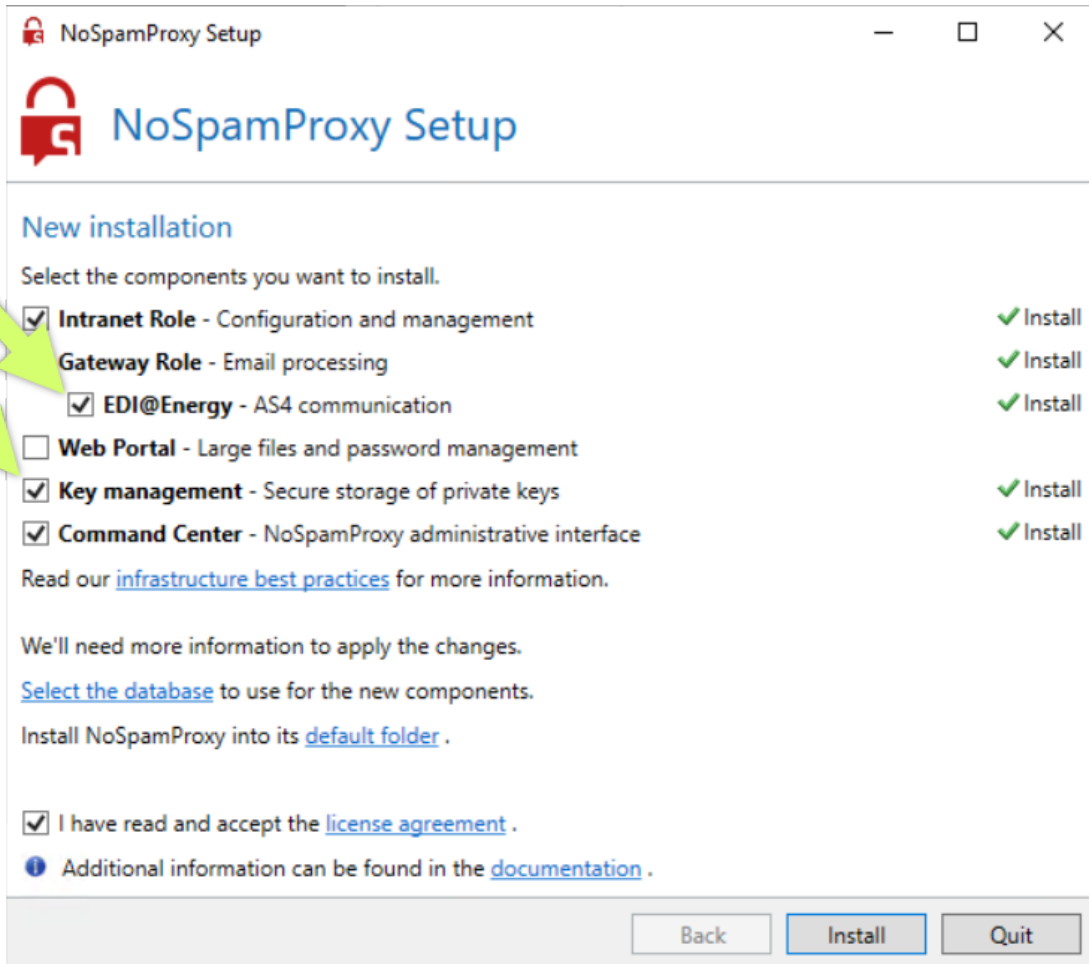 NoSpamProxy Setup
NoSpamProxy Setup
New installation
Select the components you want to install.
Intranet Role - Configuration and management Install
Gateway Role - Email processing Install
EDI@Energy - AS4 communication Install
Web Portal - Large files and password management
Key management - Secure storage of private keys Install
Command Center - NoSpamProxy administrative interface Install
Read our infrastructure best practices for more information.
We'll need more information to apply the changes.
Select the database to use for the new components.
Install NoSpamProxy into its default folder .
I have read and accept the license agreement .
Additional information can be found in the documentation .
Back Install Quit